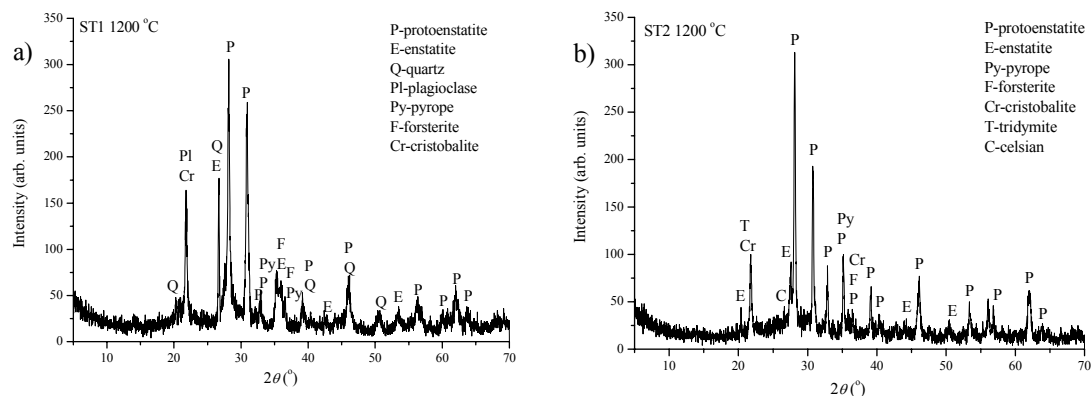 a)
ST1 1200 °C
P-protoenstatite
E-enstatite
Q-quartz
Pl-plagioclase
Py-pyrope
F-forsterite
Cr-cristobalite
Intensity (arb. units)
350
300
250
200
150
100
50
0
10
20
30
40
50
60
70
2θ (°)
Q
Pl
Cr
Q
E
P
P
P
P
Py
F
E
F
Py
P
Q
E
P
Q
Q
E
P
P
P
P
b)
ST2 1200 °C
P-protoenstatite
E-enstatite
Py-pyrope
F-forsterite
Cr-cristobalite
T-tridymite
C-celsian
Intensity (arb. units)
350
300
250
200
150
100
50
0
10
20
30
40
50
60
70
2θ (°)
E
T
Cr
C
E
P
P
P
Py
P
Cr
F
P
P
P
E
P
E
P
P
P
P